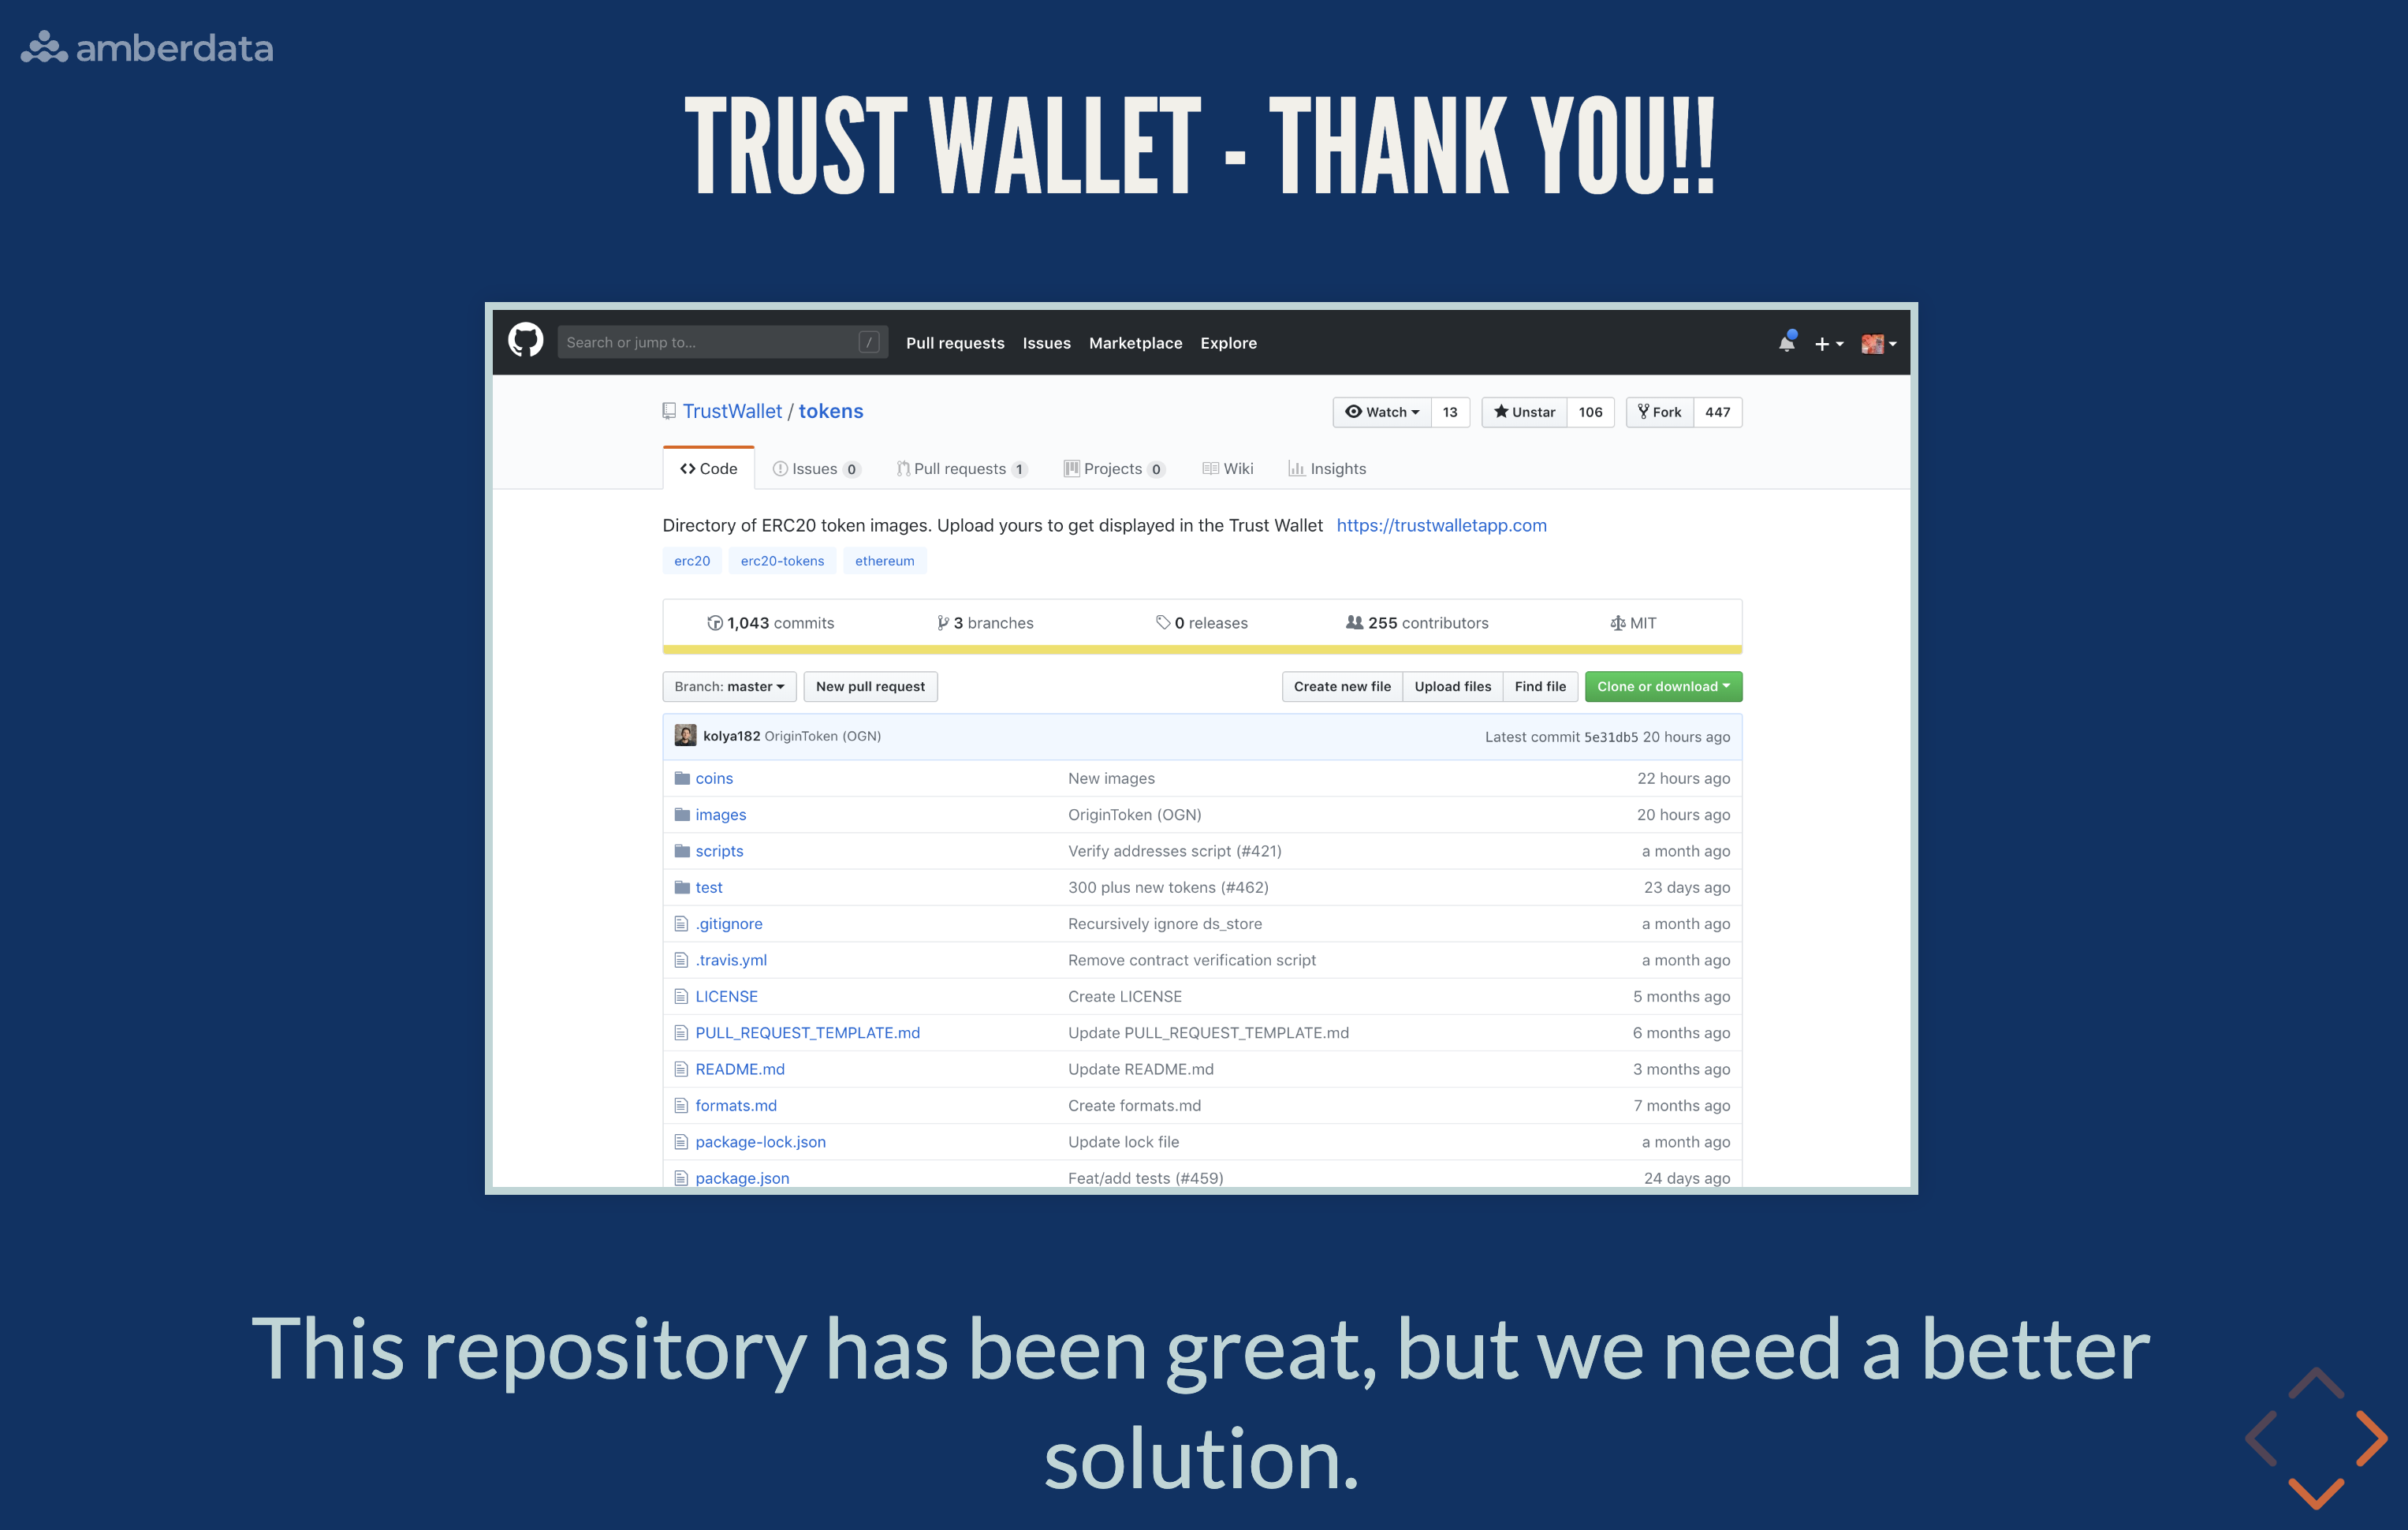 amberdata
TRUST WALLET - THANK YOU!!
Search or jump to... /
Pull requests Issues Marketplace Explore
TrustWallet / tokens
Watch 13 Unstar 106 Fork 447
Code Issues 0 Pull requests 1 Projects 0 Wiki Insights
Directory of ERC20 token images. Upload yours to get displayed in the Trust Wallet https://trustwalletapp.com
erc20 erc20-tokens ethereum
1,043 commits 3 branches 0 releases 255 contributors MIT
Branch: master New pull request Create new file Upload files Find file Clone or download
kolya182 OriginToken (OGN) Latest commit 5e31db5 20 hours ago
coins New images 22 hours ago
images OriginToken (OGN) 20 hours ago
scripts Verify addresses script (#421) a month ago
test 300 plus new tokens (#462) 23 days ago
.gitignore Recursively ignore ds_store a month ago
.travis.yml Remove contract verification script a month ago
LICENSE Create LICENSE 5 months ago
PULL_REQUEST_TEMPLATE.md Update PULL_REQUEST_TEMPLATE.md 6 months ago
README.md Update README.md 3 months ago
formats.md Create formats.md 7 months ago
package-lock.json Update lock file a month ago
package.json Feat/add tests (#459) 24 days ago
This repository has been great, but we need a better
solution.